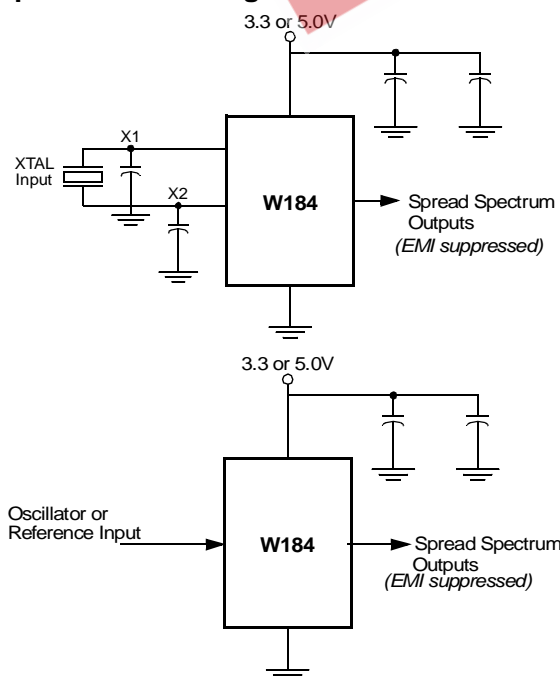 3.3 or 5.0V
X1
XTAL
Input
X2
W184
Spread Spectrum
Outputs
(EMI suppressed)
3.3 or 5.0V
Oscillator or
Reference Input
W184
Spread Spectrum
Outputs
(EMI suppressed)